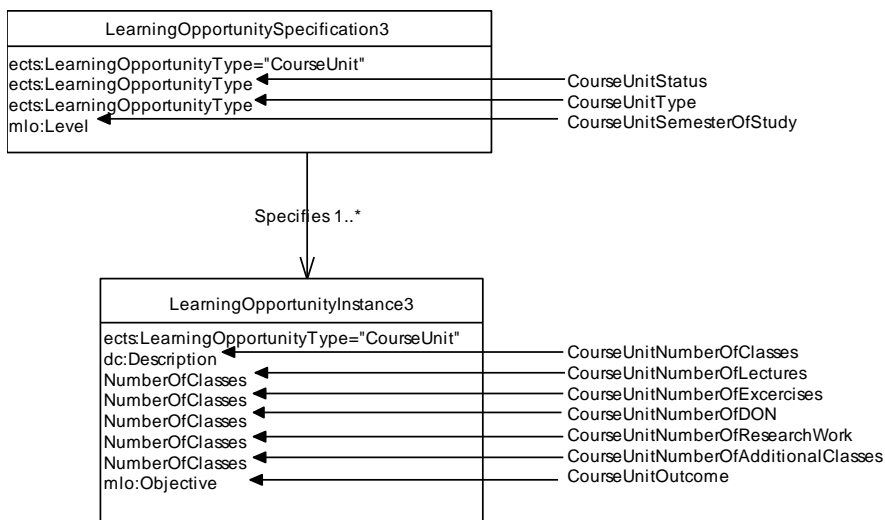 LearningOpportunitySpecification3
ects:LearningOpportunityType="CourseUnit"
ects:LearningOpportunityType
CourseUnitStatus
ects:LearningOpportunityType
CourseUnitType
mlo:Level
CourseUnitSemesterOfStudy
Specifies 1..*
LearningOpportunityInstance3
ects:LearningOpportunityType="CourseUnit"
dc:Description
CourseUnitNumberOfClasses
NumberOfClasses
CourseUnitNumberOfLectures
NumberOfClasses
CourseUnitNumberOfExcercises
NumberOfClasses
CourseUnitNumberOfDON
NumberOfClasses
CourseUnitNumberOfResearchWork
NumberOfClasses
CourseUnitNumberOfAdditionalClasses
mlo:Objective
CourseUnitOutcome